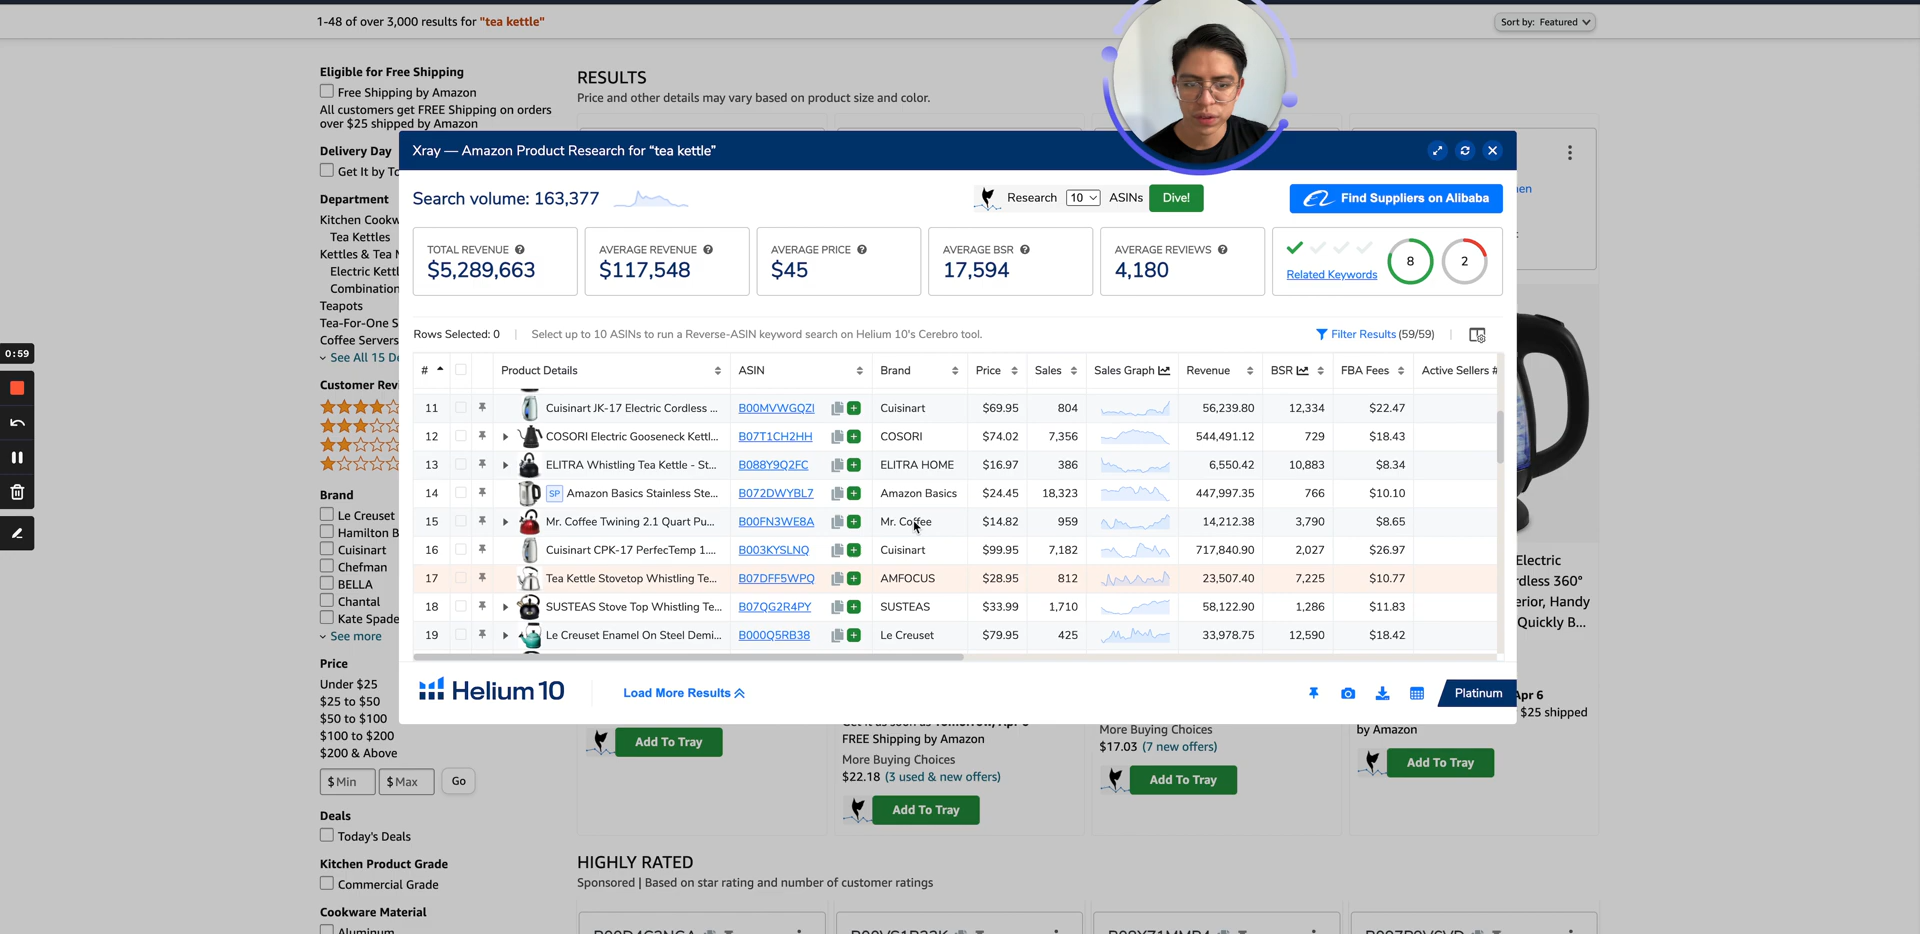 1-48 of over 3,000 results for "tea kettle"
Sort by: Featured
Eligible for Free Shipping
Free Shipping by Amazon
All customers get FREE Shipping on orders
over $25 shipped by Amazon
Delivery Day
Get It by To
Department
Kitchen Cookw
Tea Kettles
Kettles & Tea M
Electric Kettl
Combination
Teapots
Tea-For-One S
Coffee Servers
See All 15 De
Customer Revi
Brand
Le Creuset
Hamilton B
Cuisinart
Chefman
BELLA
Chantal
Kate Spade
See more
Price
Under $25
$25 to $50
$50 to $100
$100 to $200
$200 & Above
$ Min $ Max Go
Deals
Today's Deals
Kitchen Product Grade
Commercial Grade
Cookware Material
Aluminum
0:59
RESULTS
Price and other details may vary based on product size and color.
Xray — Amazon Product Research for “tea kettle”
Search volume: 163,377
Research 10 ASINs Dive!
Find Suppliers on Alibaba
TOTAL REVENUE
$5,289,663
AVERAGE REVENUE
$117,548
AVERAGE PRICE
$45
AVERAGE BSR
17,594
AVERAGE REVIEWS
4,180
Related Keywords
8
2
Rows Selected: 0
Select up to 10 ASINs to run a Reverse-ASIN keyword search on Helium 10's Cerebro tool.
Filter Results (59/59)
# Product Details ASIN Brand Price Sales Sales Graph Revenue BSR FBA Fees Active Sellers #
11 Cuisinart JK-17 Electric Cordless ... B00MVWGQZI Cuisinart $69.95 804 56,239.80 12,334 $22.47
12 COSORI Electric Gooseneck Kettl... B07T1CH2HH COSORI $74.02 7,356 544,491.12 729 $18.43
13 ELITRA Whistling Tea Kettle - St... B088Y9Q2FC ELITRA HOME $16.97 386 6,550.42 10,883 $8.34
14 SP Amazon Basics Stainless Ste... B072DWYBL7 Amazon Basics $24.45 18,323 447,997.35 766 $10.10
15 Mr. Coffee Twining 2.1 Quart Pu... B00FN3WE8A Mr. Coffee $14.82 959 14,212.38 3,790 $8.65
16 Cuisinart CPK-17 PerfecTemp 1.... B003KYSLNQ Cuisinart $99.95 7,182 717,840.90 2,027 $26.97
17 Tea Kettle Stovetop Whistling Te... B07DFF5WPQ AMFOCUS $28.95 812 23,507.40 7,225 $10.77
18 SUSTEAS Stove Top Whistling Te... B07QG2R4PY SUSTEAS $33.99 1,710 58,122.90 1,286 $11.83
19 Le Creuset Enamel On Steel Demi... B000Q5RB38 Le Creuset $79.95 425 33,978.75 12,590 $18.42
Helium 10
Load More Results
Platinum
Electric
rdless 360°
erior, Handy
Quickly B...
Apr 6
$25 shipped
by Amazon
Add To Tray
FREE Shipping by Amazon
More Buying Choices
$22.18 (3 used & new offers)
Add To Tray
More Buying Choices
$17.03 (7 new offers)
Add To Tray
Add To Tray
HIGHLY RATED
Sponsored | Based on star rating and number of customer ratings